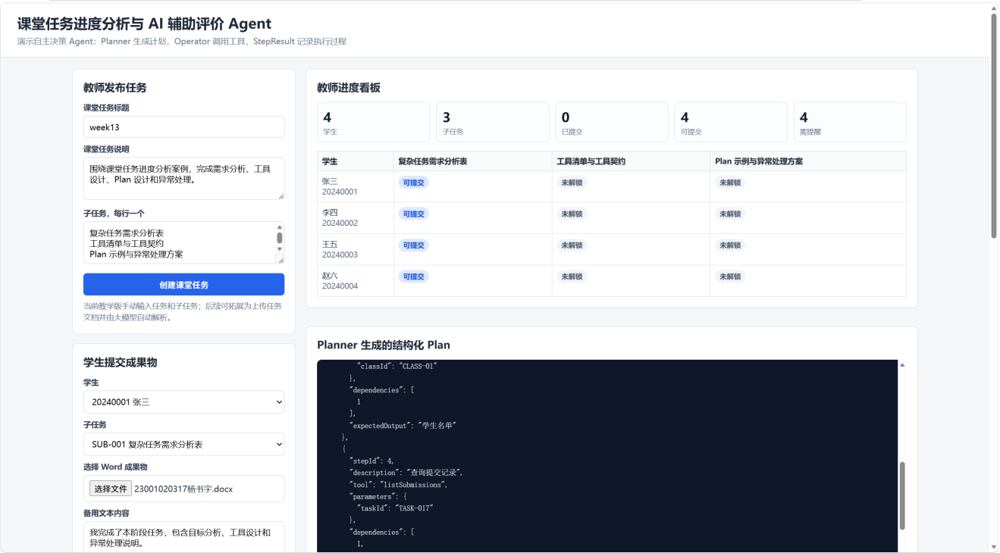 课堂任务进度分析与 AI 辅助评价 Agent
演示自主决策 Agent：Planner 生成计划，Operator 调用工具，StepResult 记录执行过程
教师发布任务
课堂任务标题
week13
课堂任务说明
围绕课堂任务进度分析案例，完成需求分析、工具
设计、Plan 设计和异常处理。
子任务，每行一个
复杂任务需求分析表
工具清单与工具契约
Plan 示例与异常处理方案
创建课堂任务
当前教学版手动输入任务和子任务；后续可拓展为上传任务
文档并由大模型自动解析。
学生提交成果物
学生
20240001 张三
子任务
SUB-001 复杂任务需求分析表
选择 Word 成果物
选择文件 23001020317杨书宇.docx
备用文本内容
我完成了本阶段任务，包含目标分析、工具设计和
异常处理说明。
教师进度看板
4 3 0 4 4
学生 子任务 已提交 可提交 需提醒
学生 复杂任务需求分析表 工具清单与工具契约 Plan 示例与异常处理方案
张三 可提交 未解锁 未解锁
20240001
李四 可提交 未解锁 未解锁
20240002
王五 可提交 未解锁 未解锁
20240003
赵六 可提交 未解锁 未解锁
20240004
Planner 生成的结构化 Plan
"classId": "CLASS-01"
},
"dependencies": [
1
],
"expectedOutput": "学生名单"
},
{
"stepId": 4,
"description": "查询提交记录",
"tool": "listSubmissions",
"parameters": {
"taskId": "TASK-017"
},
"dependencies": [
1,